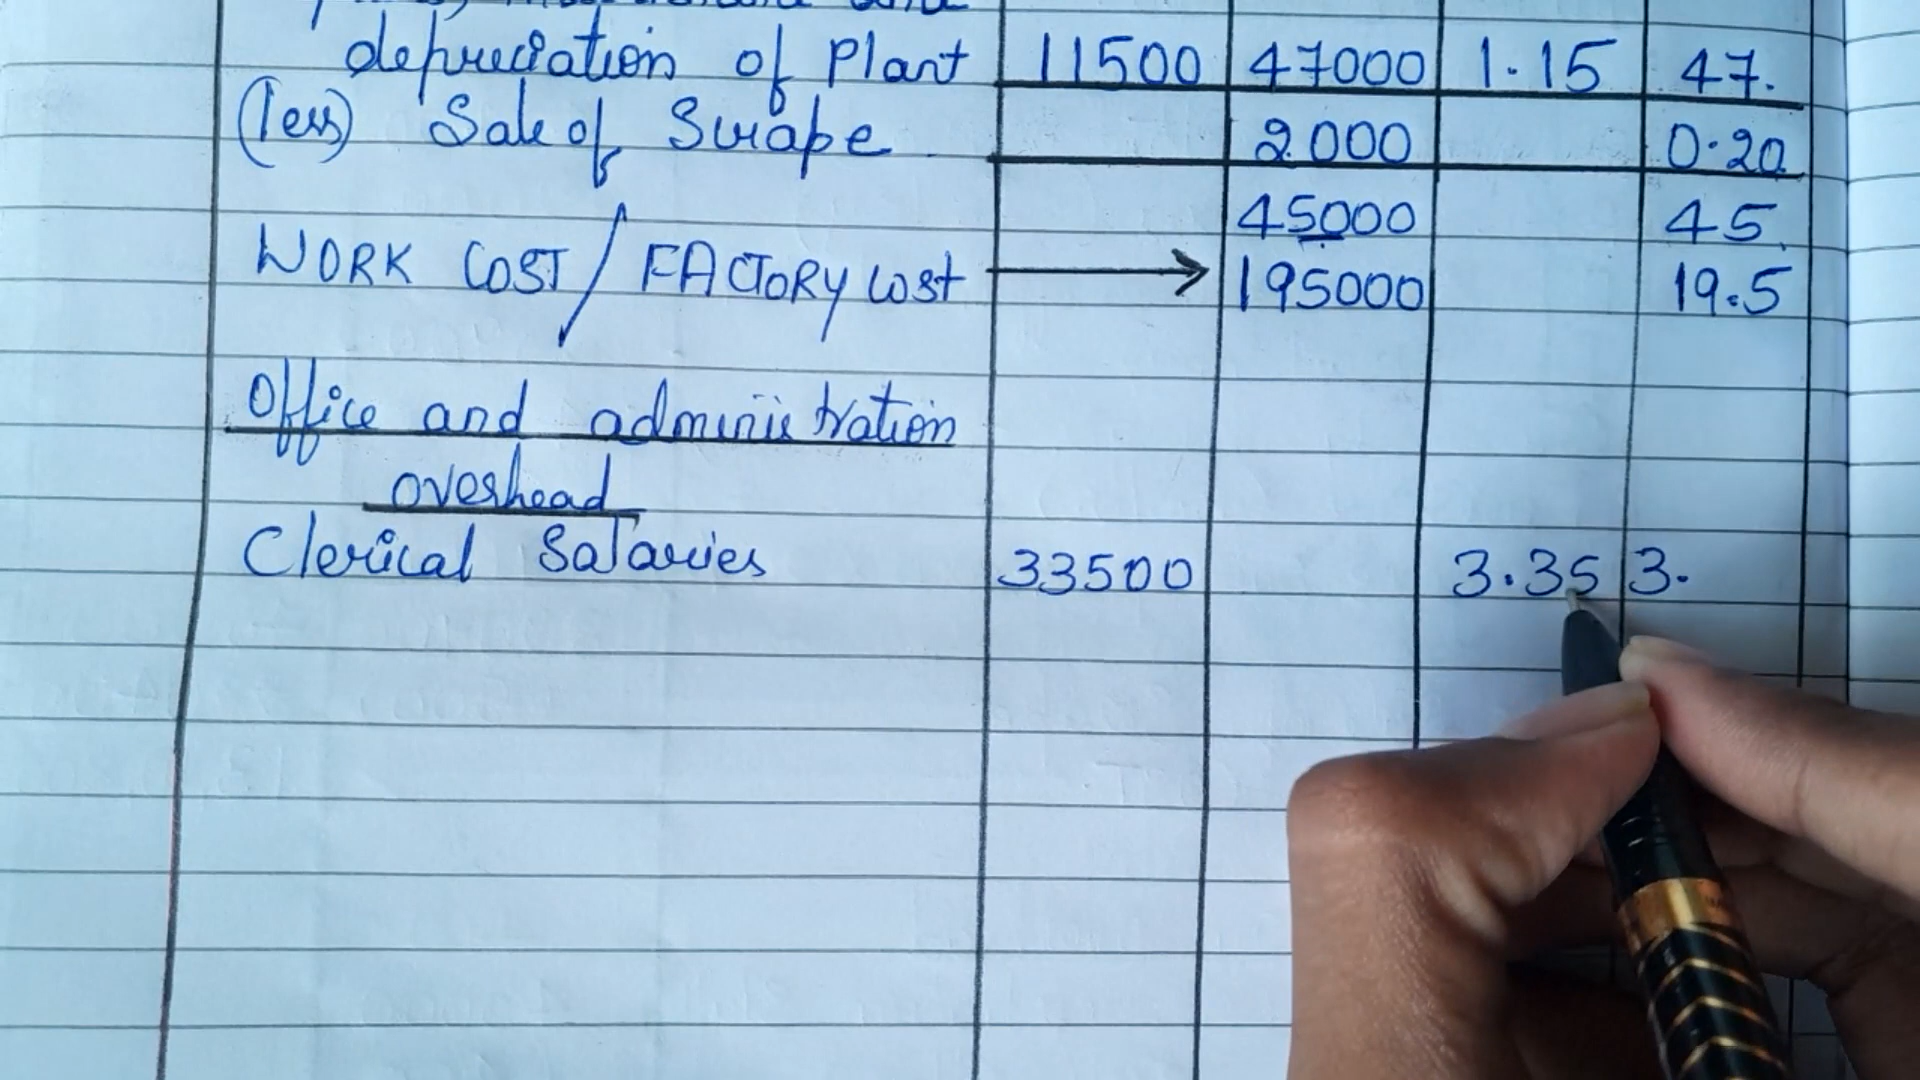 depreciation of Plant 11500 47000 1.15 47.
(less) Sale of Scrape 2000 0.20
45000 45.
WORK COST / FACTORY cost → 195000 19.5
Office and administration
overhead
Clerical Salaries 33500 3.35 3.